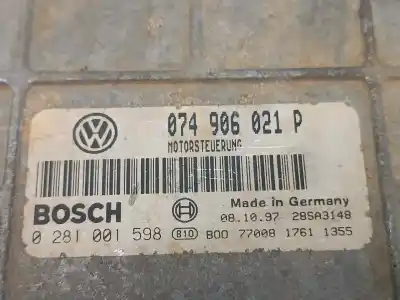 074 906 021 P
MOTORSTEUERUNG
BOSCH
Made in Germany
08.10.97 28SA3148
0 281 001 598 B10 B00 77008 1761 1355